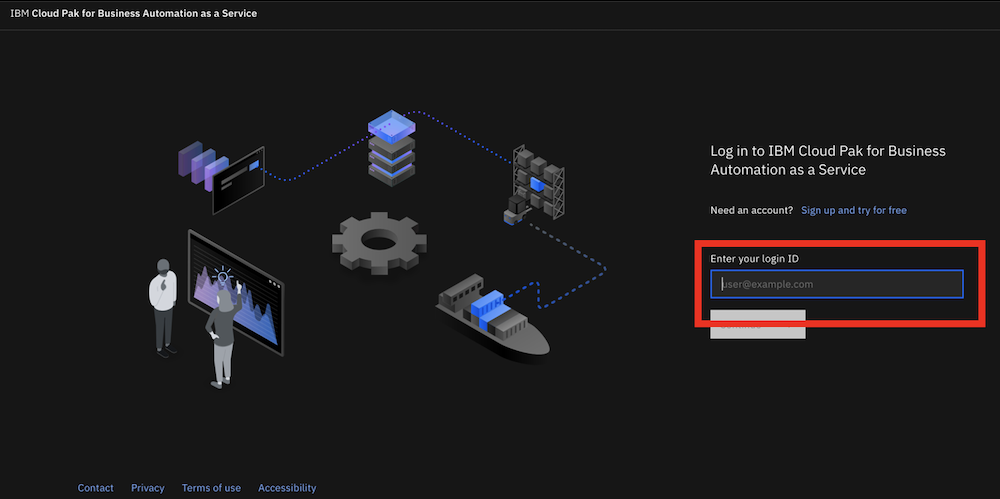 IBM Cloud Pak for Business Automation as a Service
Log in to IBM Cloud Pak for Business
Automation as a Service
Need an account? Sign up and try for free
Enter your login ID
user@example.com
Contact Privacy Terms of use Accessibility